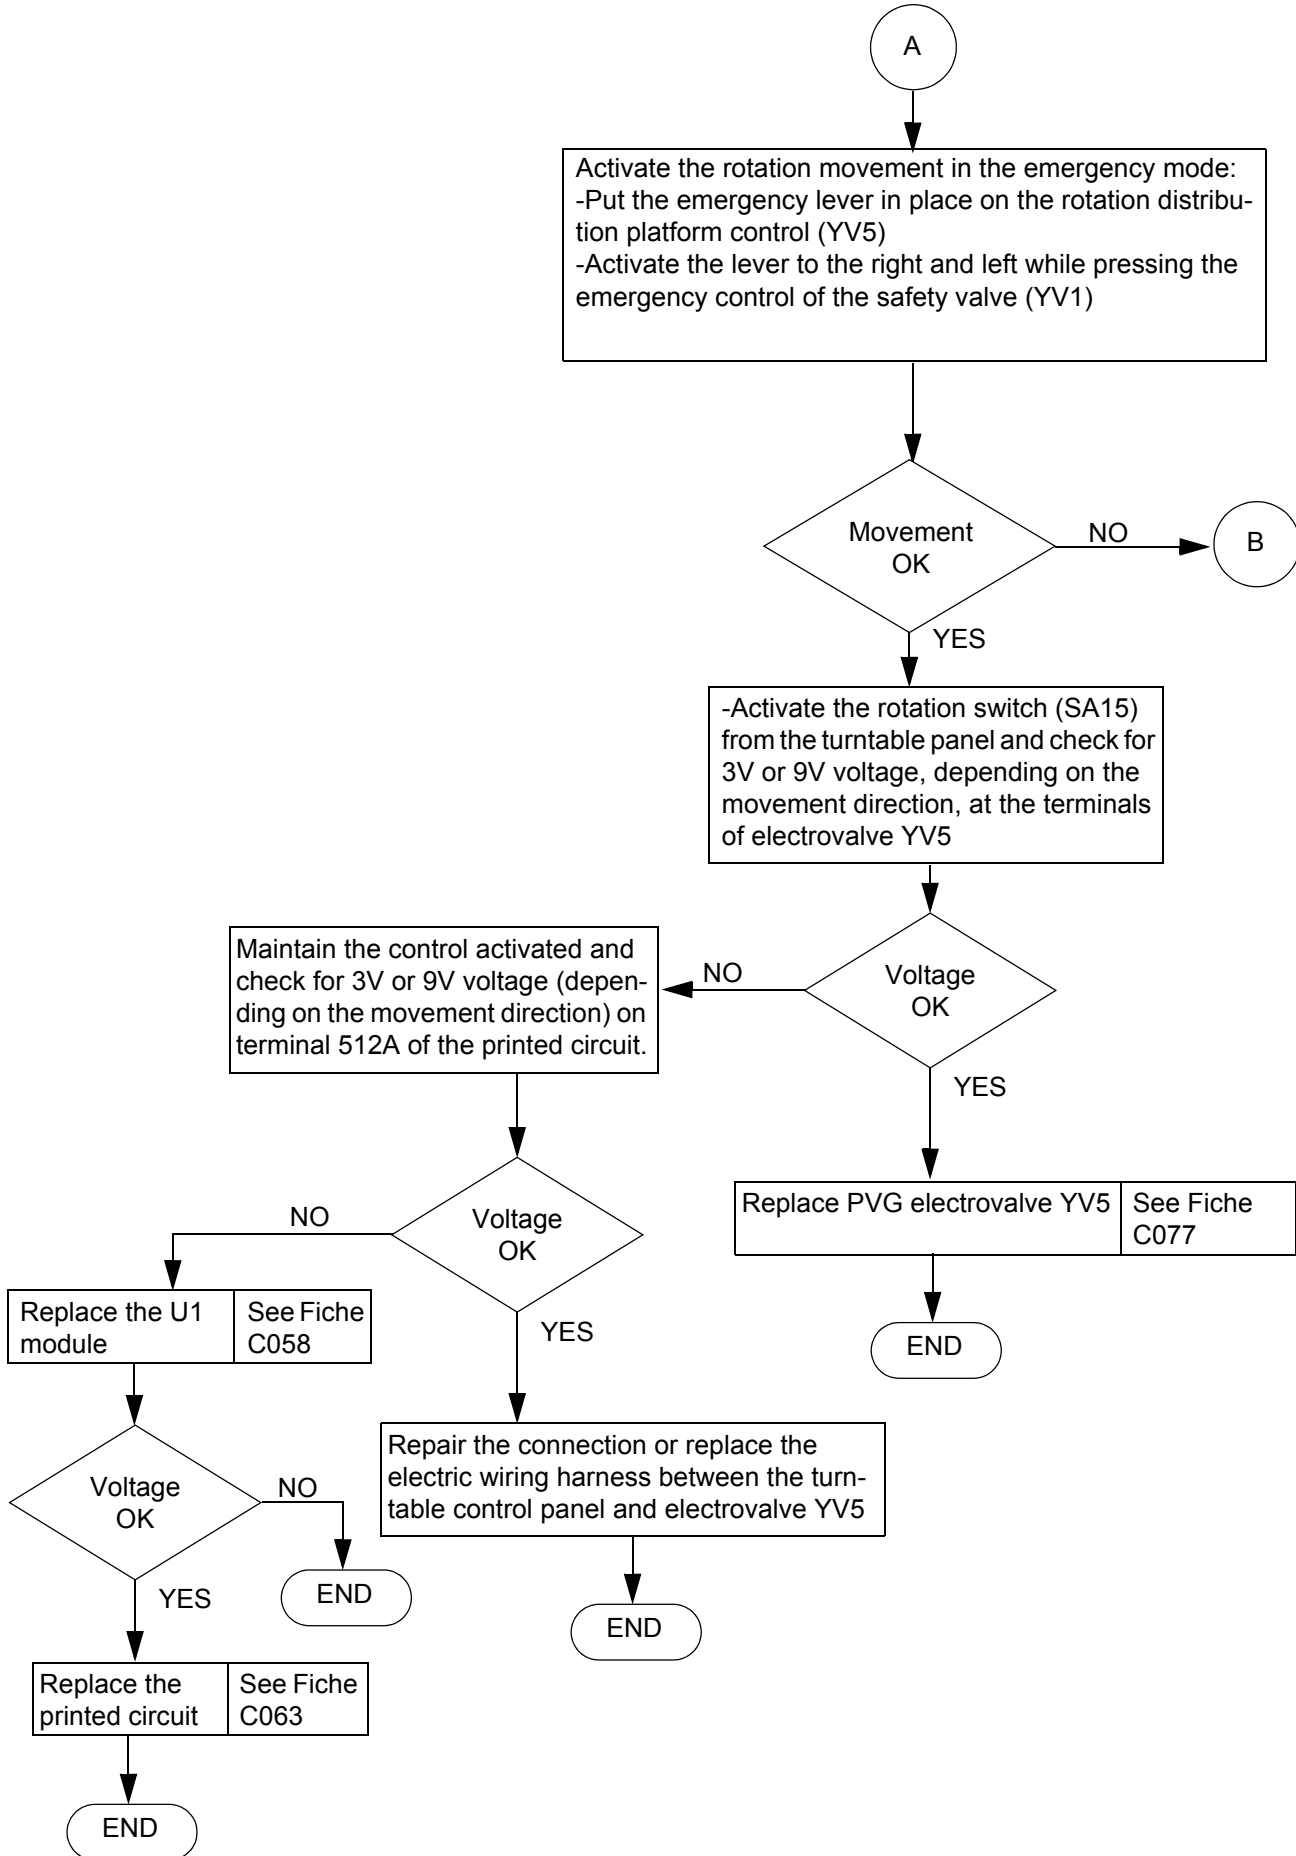 A
Activate the rotation movement in the emergency mode:
-Put the emergency lever in place on the rotation distribu-
tion platform control (YV5)
-Activate the lever to the right and left while pressing the
emergency control of the safety valve (YV1)
Movement
OK
NO
B
YES
-Activate the rotation switch (SA15)
from the turntable panel and check for
3V or 9V voltage, depending on the
movement direction, at the terminals
of electrovalve YV5
Voltage
OK
NO
Maintain the control activated and
check for 3V or 9V voltage (depen-
ding on the movement direction) on
terminal 512A of the printed circuit.
YES
Replace PVG electrovalve YV5
See Fiche
C077
END
Voltage
OK
NO
Replace the U1
module
See Fiche
C058
YES
Repair the connection or replace the
electric wiring harness between the turn-
table control panel and electrovalve YV5
END
Voltage
OK
NO
END
YES
Replace the
printed circuit
See Fiche
C063
END